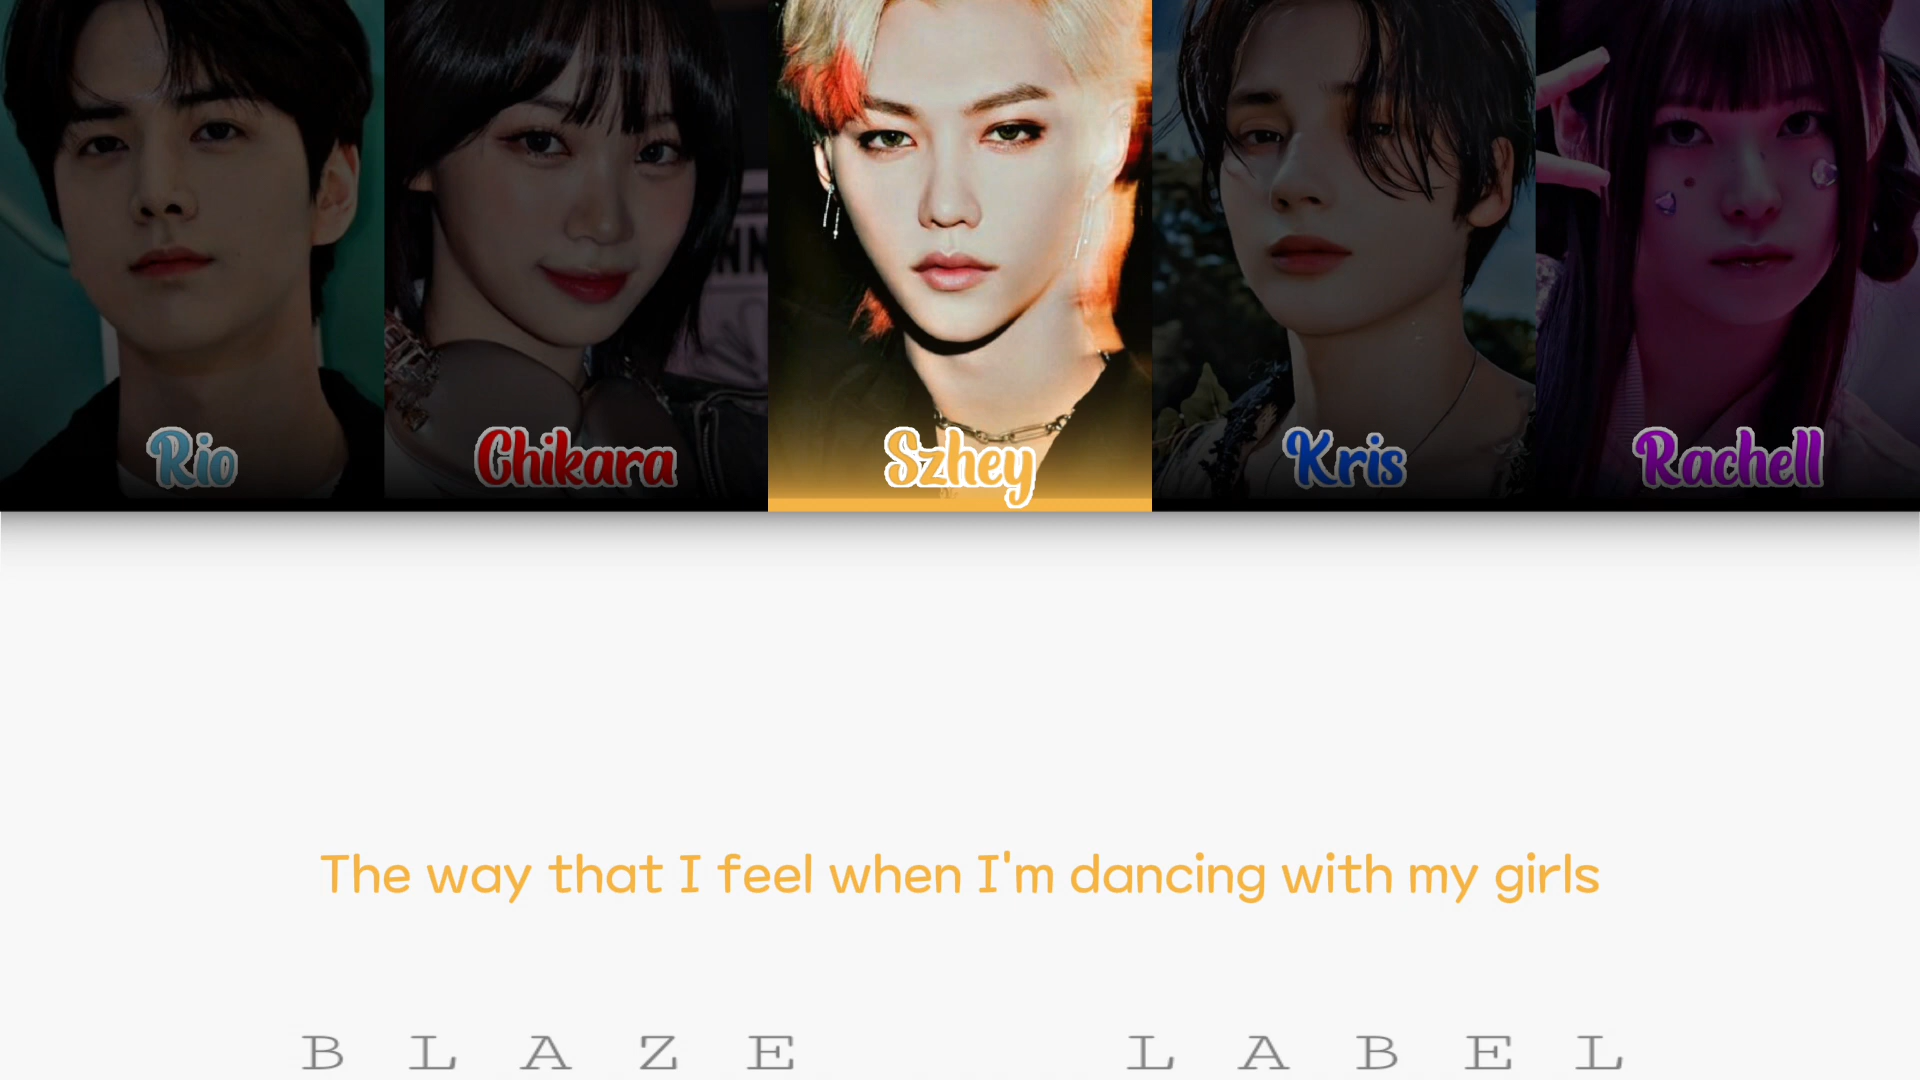 Rio Chikara Szhey Kris Rachell
The way that I feel when I'm dancing with my girls
BLAZE LABEL